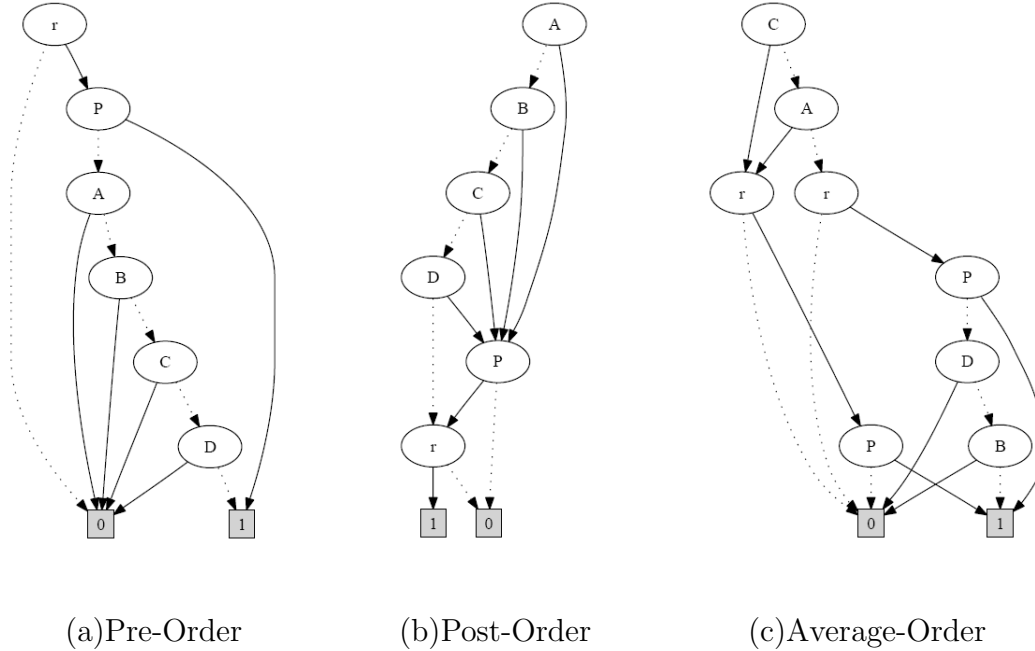 r
P
A
B
C
D
0 1
(a)Pre-Order
A
B
C
D
P
r
1 0
(b)Post-Order
C
A
r r
P
D
P B
0 1
(c)Average-Order